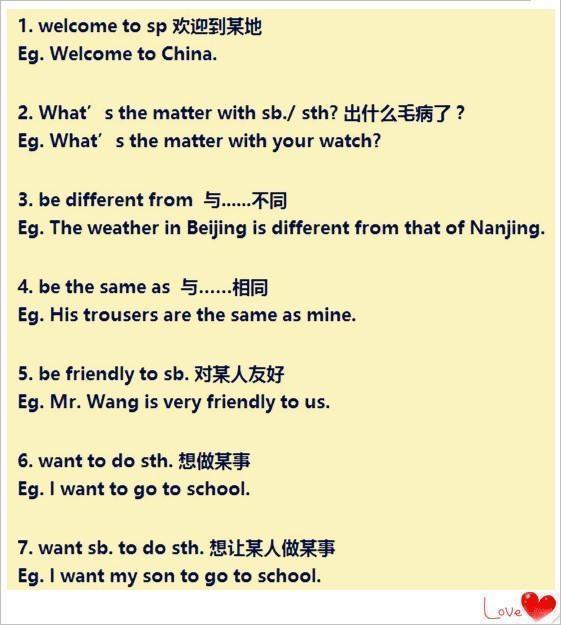 1. welcome to sp 欢迎到某地
Eg. Welcome to China.
2. What’s the matter with sb./ sth? 出什么毛病了？
Eg. What’s the matter with your watch?
3. be different from 与......不同
Eg. The weather in Beijing is different from that of Nanjing.
4. be the same as 与……相同
Eg. His trousers are the same as mine.
5. be friendly to sb. 对某人友好
Eg. Mr. Wang is very friendly to us.
6. want to do sth. 想做某事
Eg. I want to go to school.
7. want sb. to do sth. 想让某人做某事
Eg. I want my son to go to school.
Love